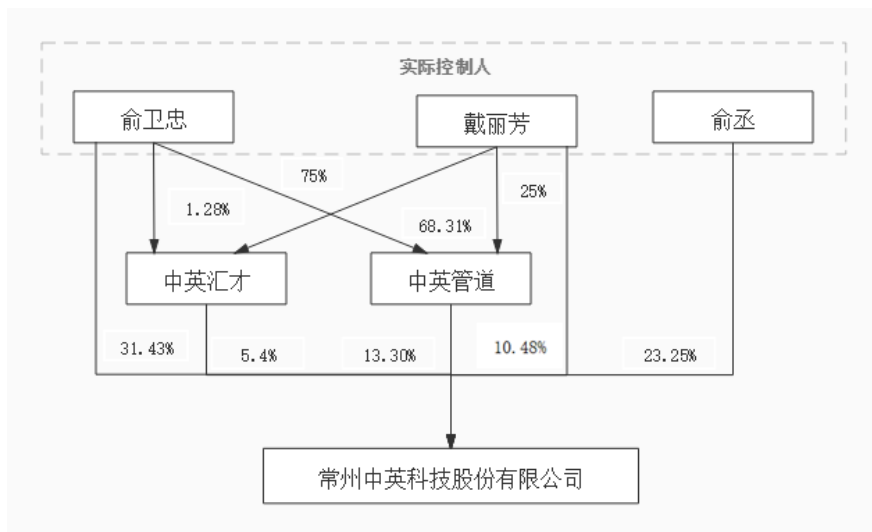 实际控制人
俞卫忠
戴丽芳
俞丞
75%
25%
1.28%
68.31%
中英汇才
中英管道
31.43%
5.4%
13.30%
10.48%
23.25%
常州中英科技股份有限公司